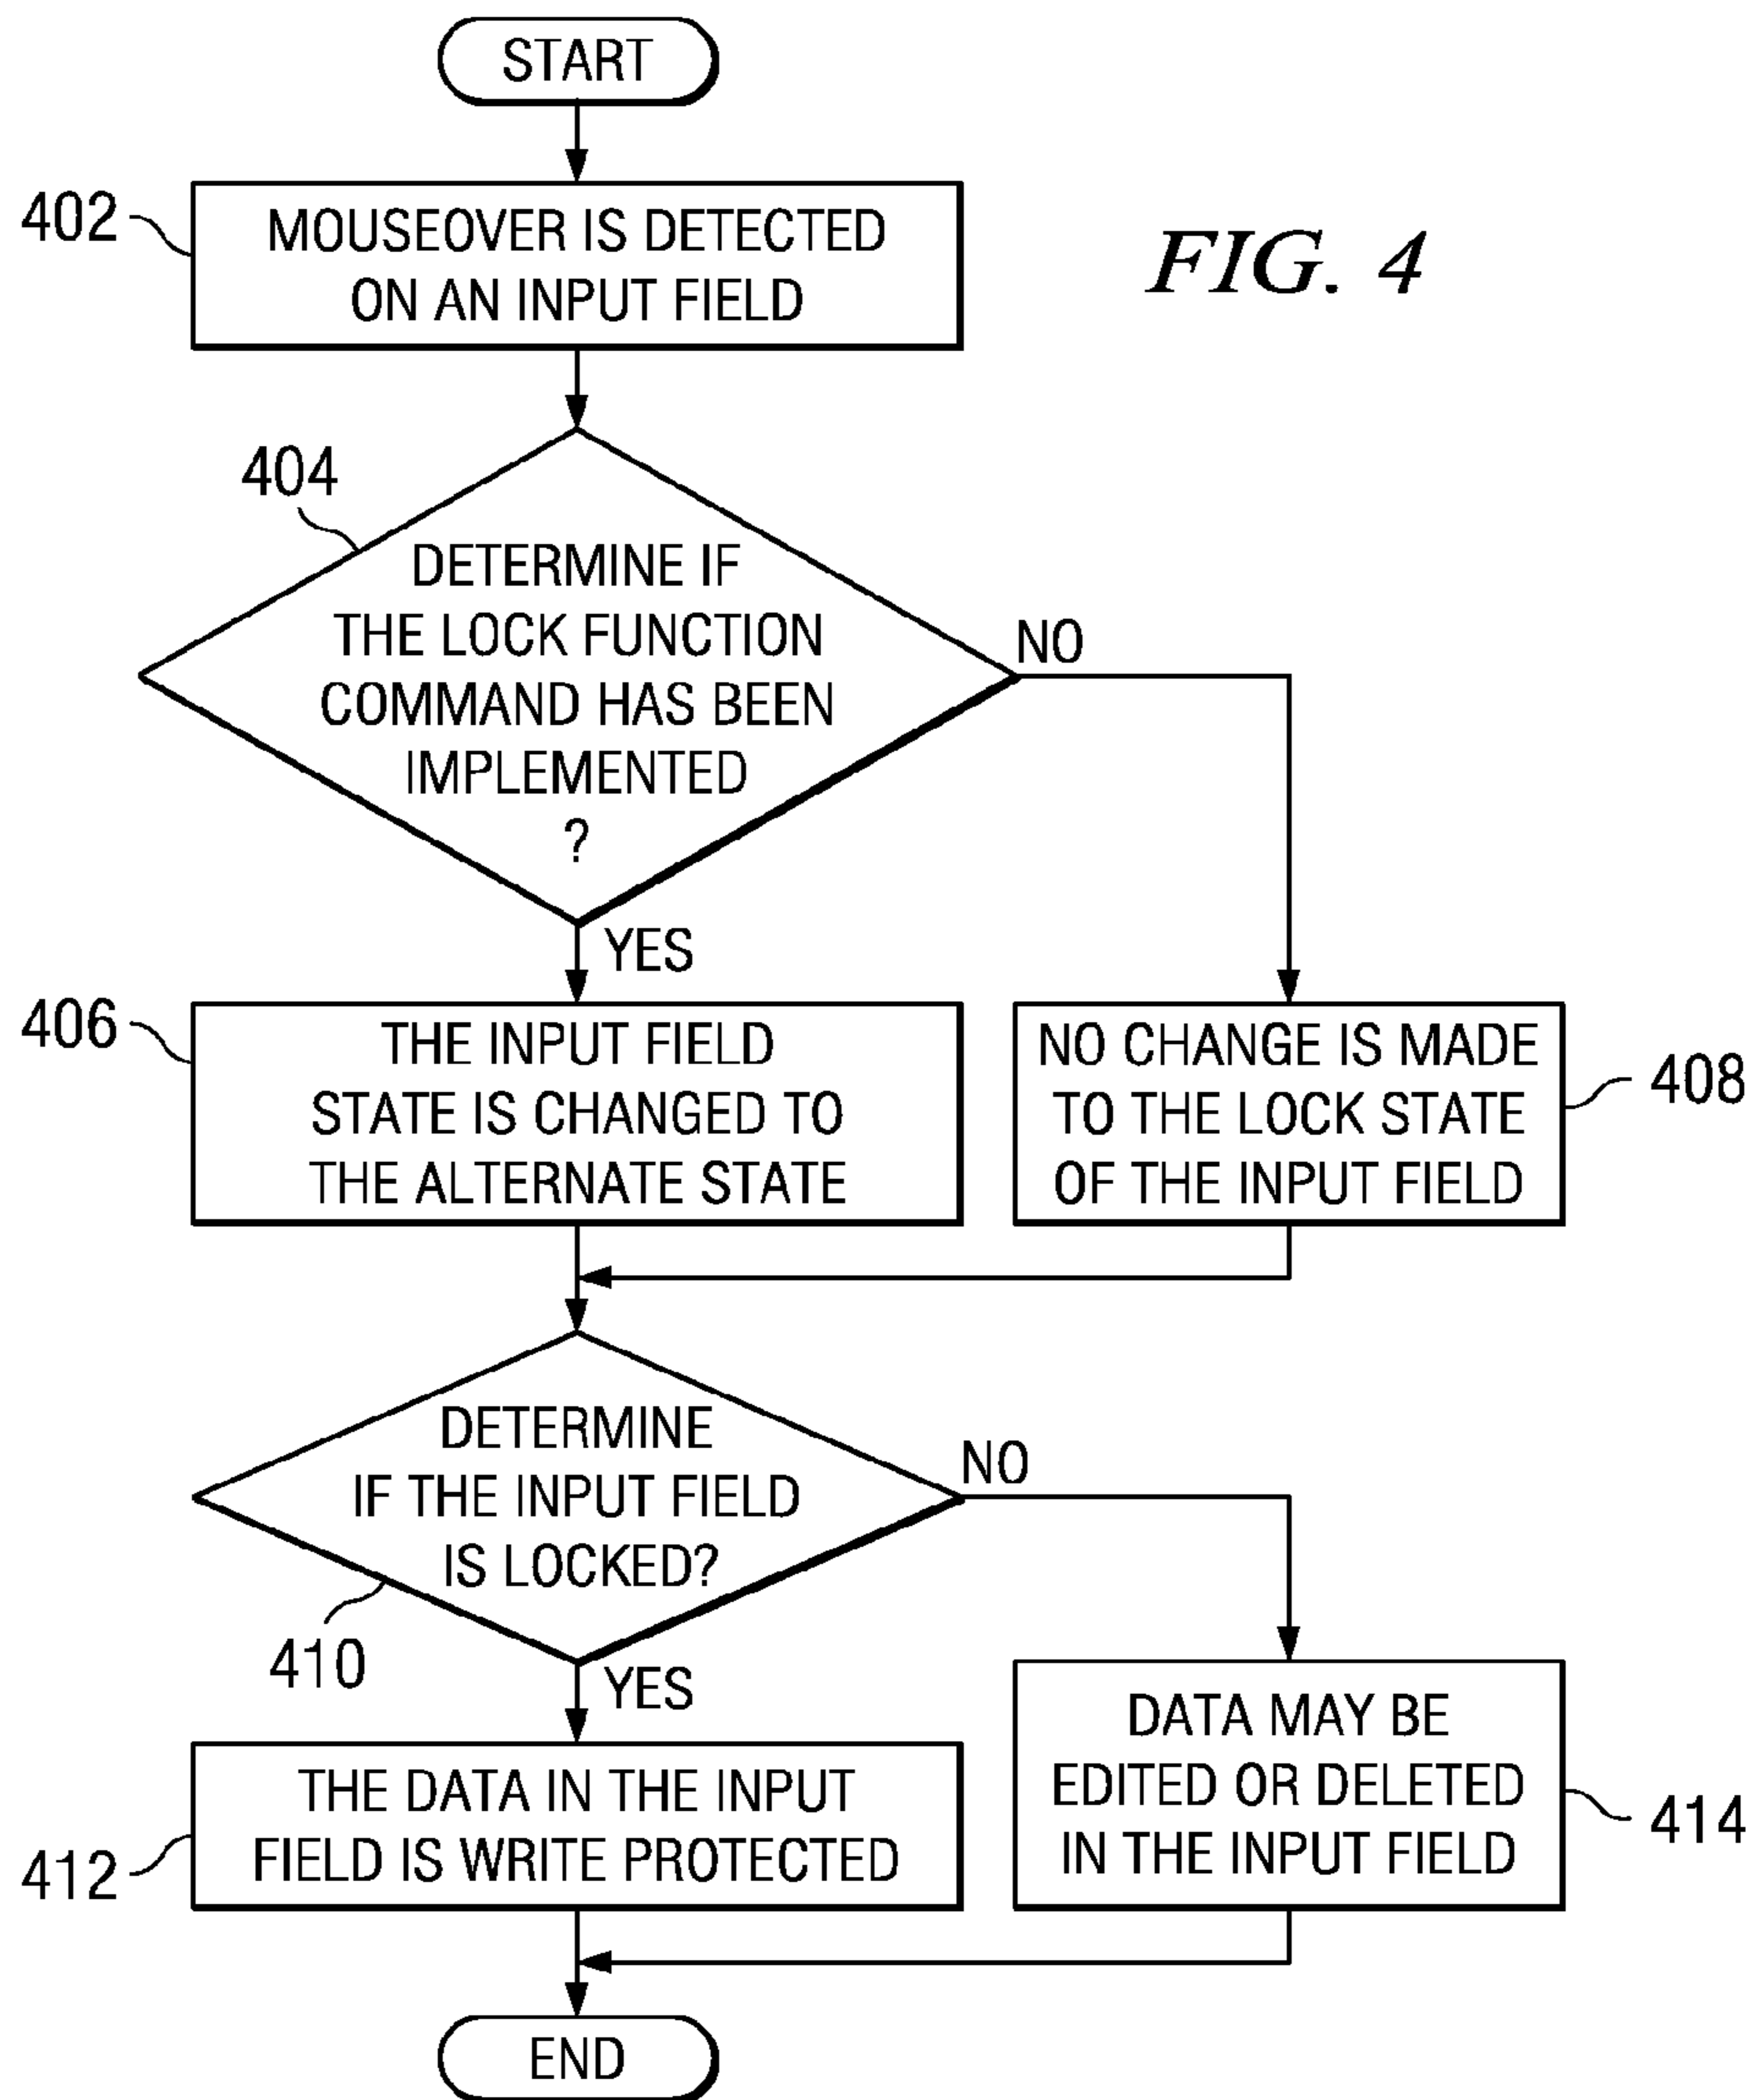 START
402
MOUSEOVER IS DETECTED
ON AN INPUT FIELD
FIG. 4
404
DETERMINE IF
THE LOCK FUNCTION
COMMAND HAS BEEN
IMPLEMENTED
?
NO
YES
406
THE INPUT FIELD
STATE IS CHANGED TO
THE ALTERNATE STATE
NO CHANGE IS MADE
TO THE LOCK STATE
OF THE INPUT FIELD
408
DETERMINE
IF THE INPUT FIELD
IS LOCKED?
NO
410
YES
412
THE DATA IN THE INPUT
FIELD IS WRITE PROTECTED
DATA MAY BE
EDITED OR DELETED
IN THE INPUT FIELD
414
END